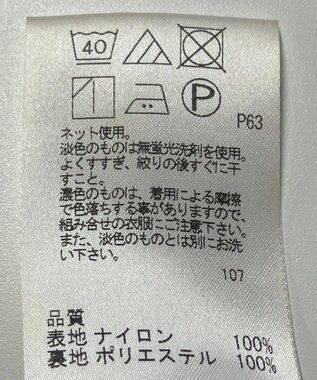 40
P
P63
ネット使用。
淡色のものは無蛍光洗剤を使用。
よくすすぎ、絞りの後すぐに干
すこと。
濃色のものは、着用による摩擦
で色落ちする事がありますので、
組み合せの衣服にご注意下さい。
また、淡色のものとは別にお洗
い下さい。
107
品質
表地 ナイロン 100%
裏地 ポリエステル 100%